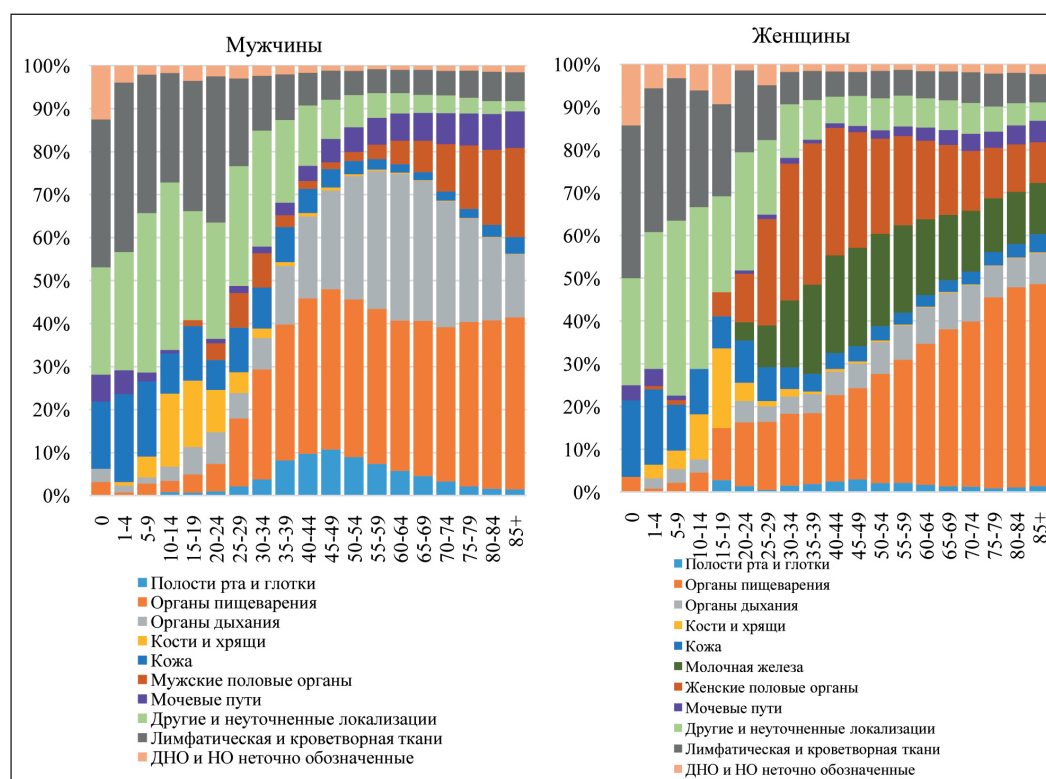 Мужчины
100%
90%
80%
70%
60%
50%
40%
30%
20%
10%
0%
0
1-4
5-9
10-14
15-19
20-24
25-29
30-34
35-39
40-44
45-49
50-54
55-59
60-64
65-69
70-74
75-79
80-84
85+
Полости рта и глотки
Органы пищеварения
Органы дыхания
Кости и хрящи
Кожа
Мужские половые органы
Мочевые пути
Другие и неуточненные локализации
Лимфатическая и кроветворная ткани
ДНО и НО неточно обозначенные
Женщины
100%
90%
80%
70%
60%
50%
40%
30%
20%
10%
0%
0
1-4
5-9
10-14
15-19
20-24
25-29
30-34
35-39
40-44
45-49
50-54
55-59
60-64
65-69
70-74
75-79
80-84
85+
Полости рта и глотки
Органы пищеварения
Органы дыхания
Кости и хрящи
Кожа
Молочная железа
Женские половые органы
Мочевые пути
Другие и неуточненные локализации
Лимфатическая и кроветворная ткани
ДНО и НО неточно обозначенные